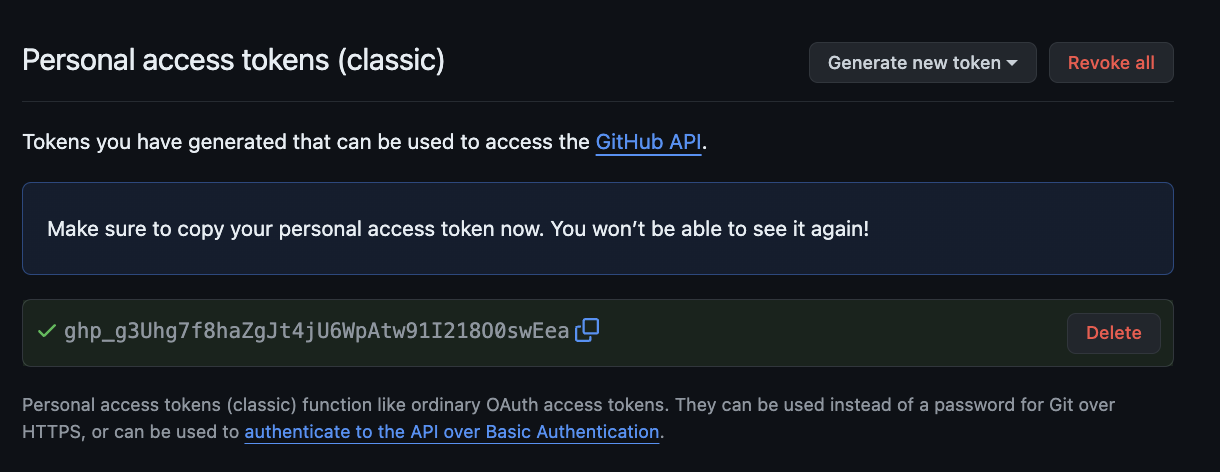 Personal access tokens (classic)
Generate new token
Revoke all
Tokens you have generated that can be used to access the GitHub API.
Make sure to copy your personal access token now. You won’t be able to see it again!
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
Delete
Personal access tokens (classic) function like ordinary OAuth access tokens. They can be used instead of a password for Git over
HTTPS, or can be used to authenticate to the API over Basic Authentication.